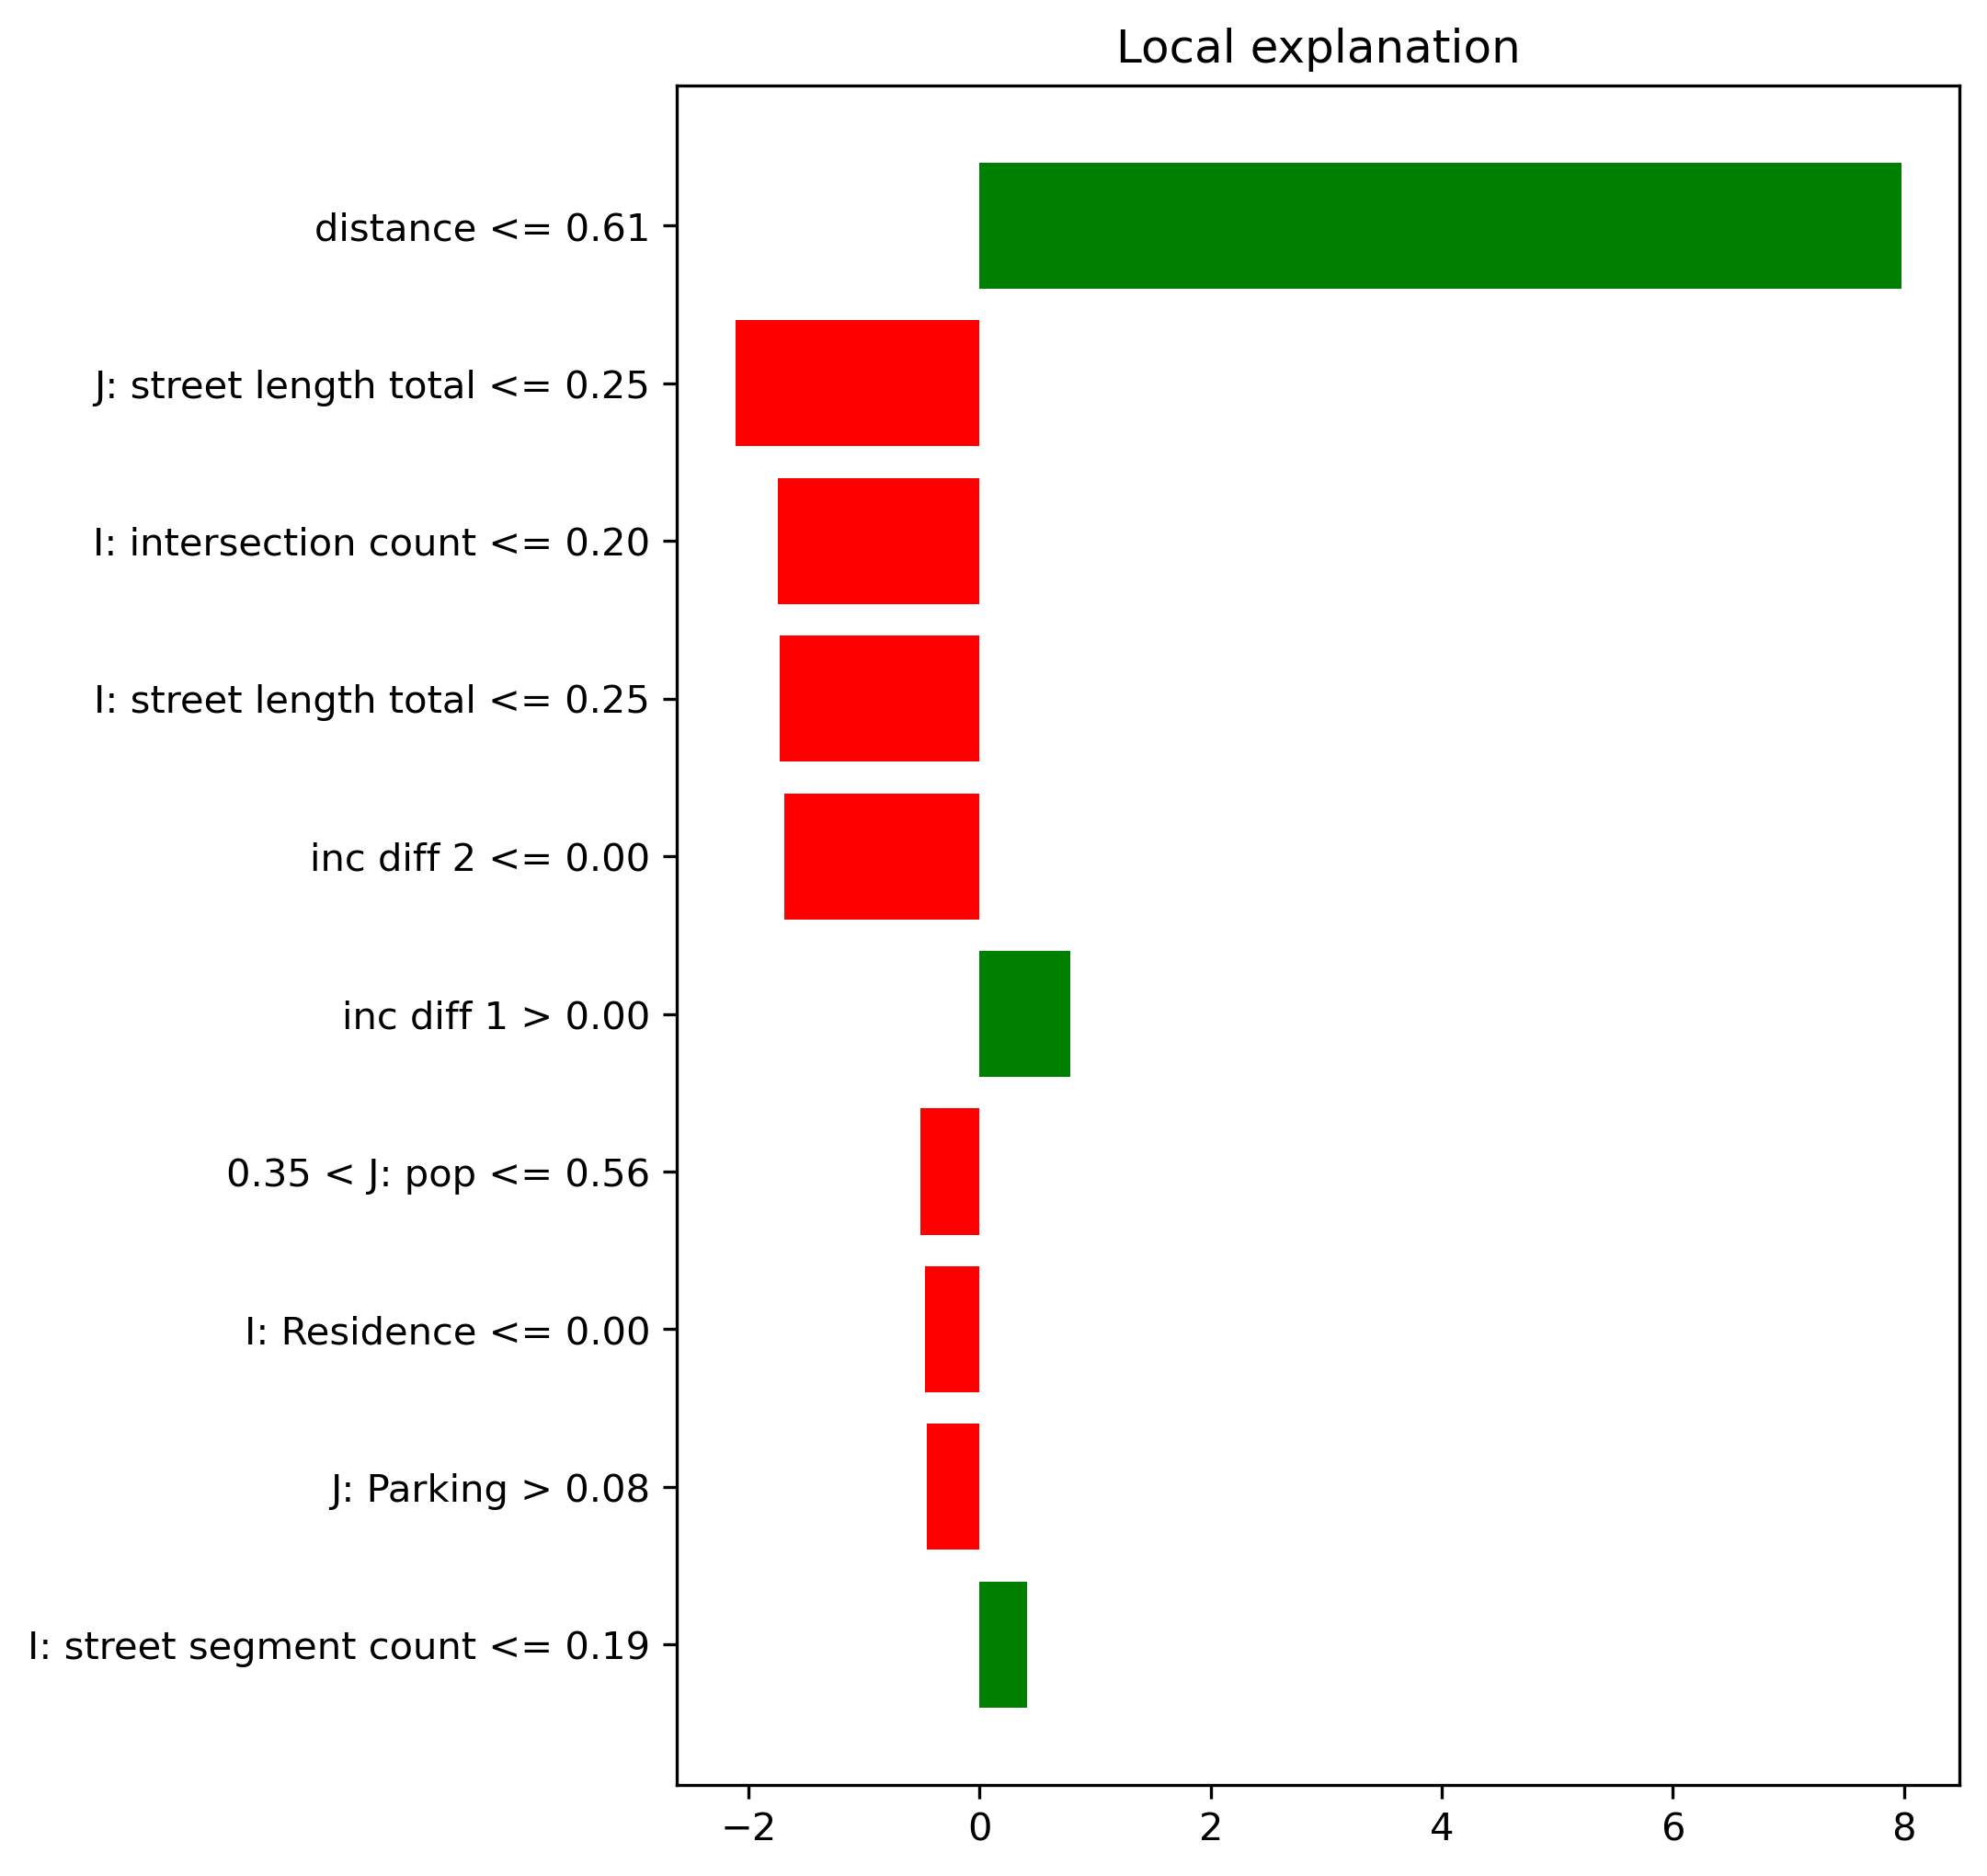 Local explanation
distance <= 0.61
J: street length total <= 0.25
I: intersection count <= 0.20
I: street length total <= 0.25
inc diff 2 <= 0.00
inc diff 1 > 0.00
0.35 < J: pop <= 0.56
I: Residence <= 0.00
J: Parking > 0.08
I: street segment count <= 0.19
−2 0 2 4 6 8